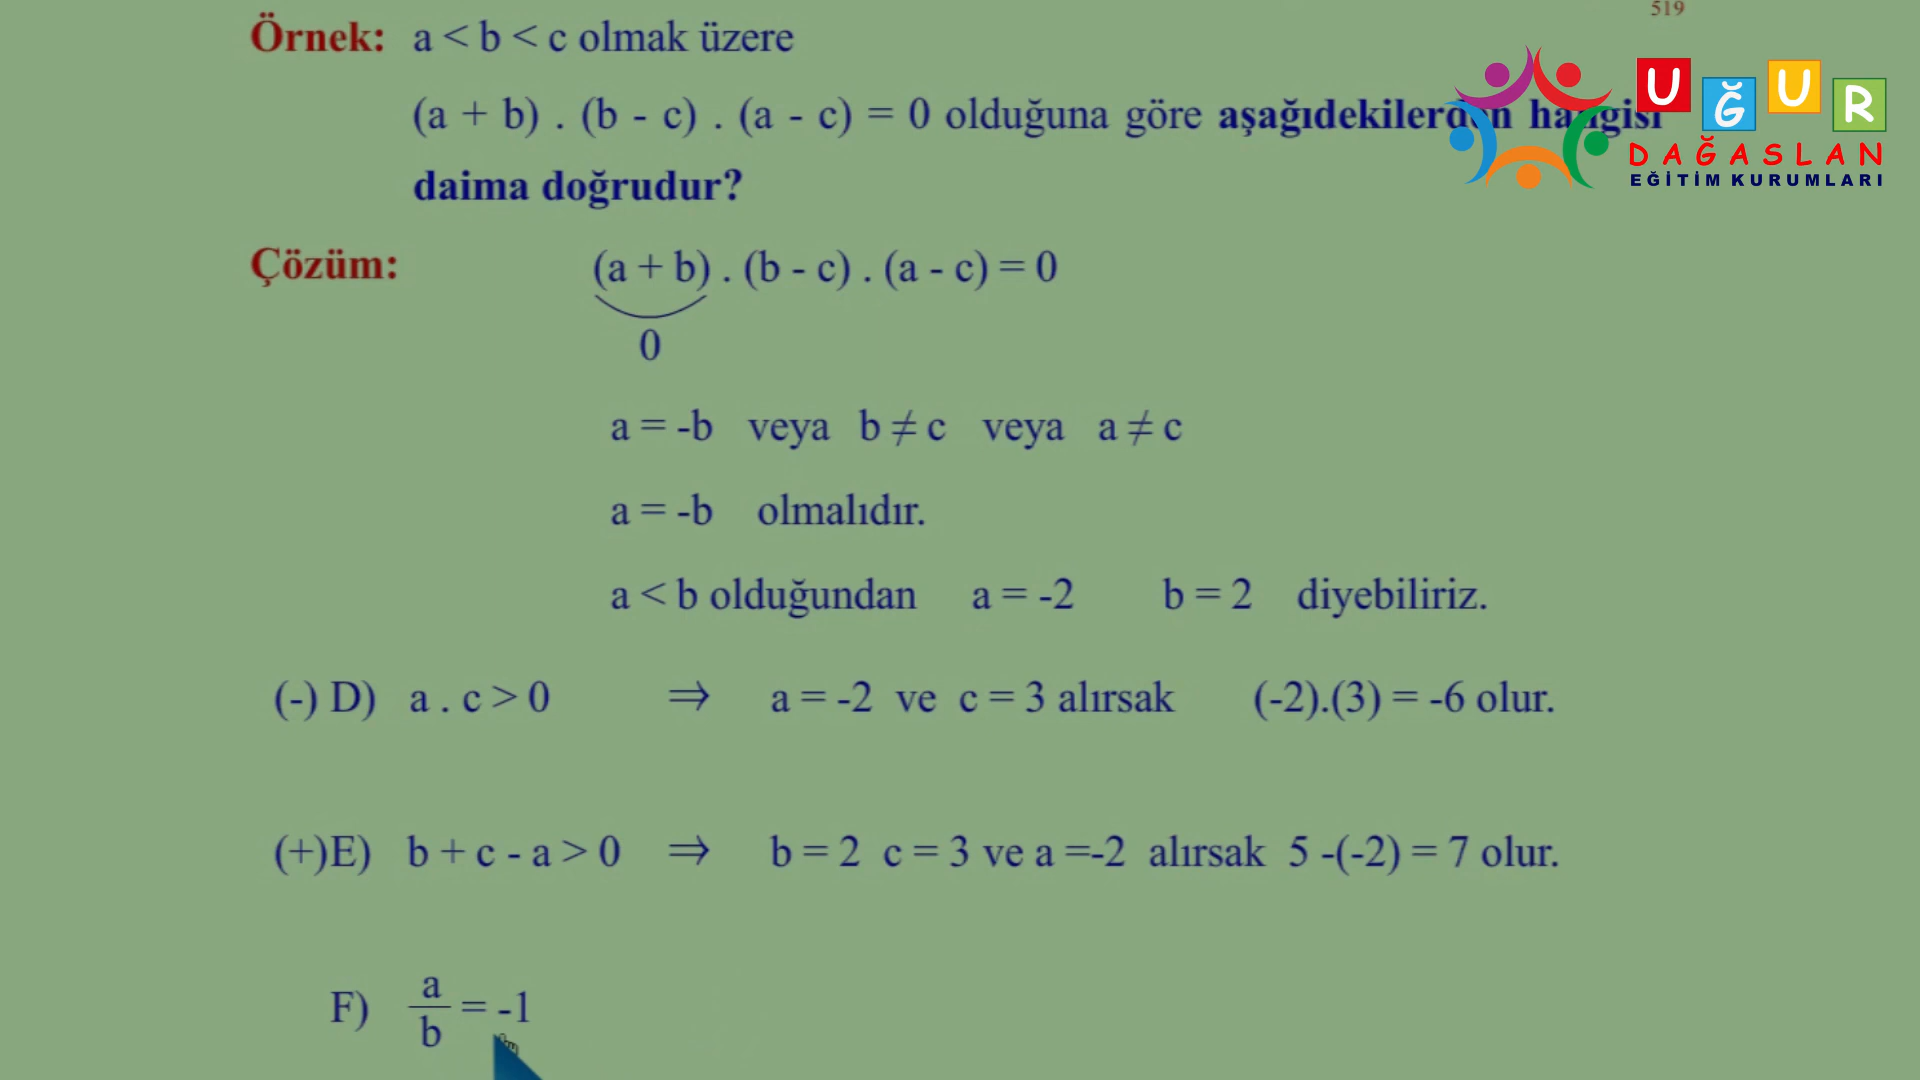 519
Örnek: a < b < c olmak üzere
(a + b) . (b - c) . (a - c) = 0 olduğuna göre aşağıdekilerden hangisi
daima doğrudur?
UĞUR
DAĞASLAN
EĞİTİM KURUMLARI
Çözüm: (a + b) . (b - c) . (a - c) = 0
0
a = -b veya b ≠ c veya a ≠ c
a = -b olmalıdır.
a < b olduğundan a = -2 b = 2 diyebiliriz.
(-) D) a . c > 0 ⇒ a = -2 ve c = 3 alırsak (-2).(3) = -6 olur.
(+)E) b + c - a > 0 ⇒ b = 2 c = 3 ve a =-2 alırsak 5 -(-2) = 7 olur.
F) a/b = -1